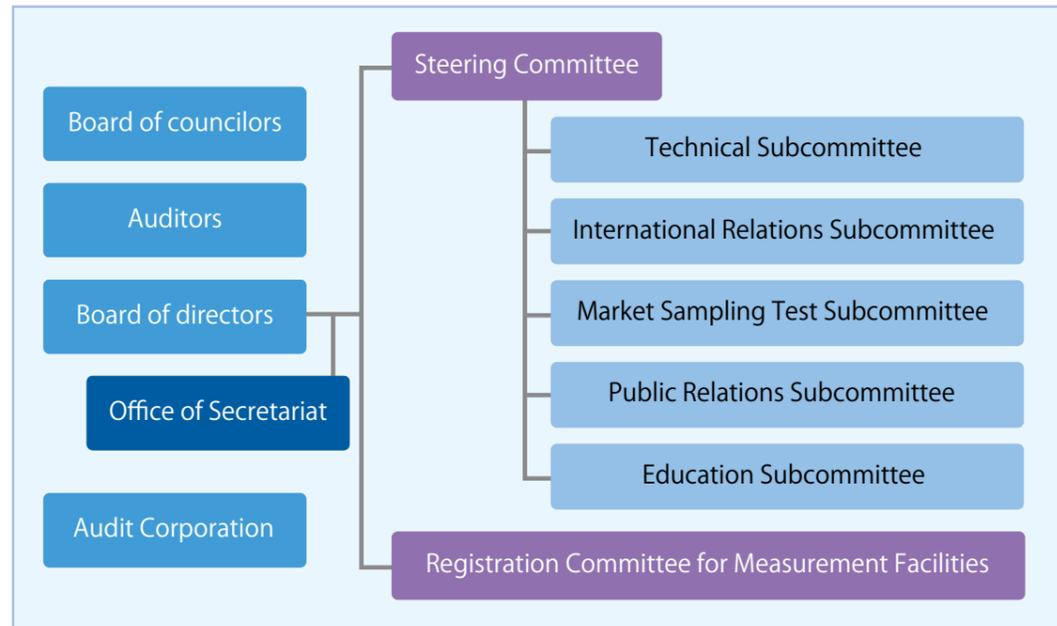 Board of councilors
Auditors
Board of directors
Office of Secretariat
Audit Corporation
Steering Committee
Technical Subcommittee
International Relations Subcommittee
Market Sampling Test Subcommittee
Public Relations Subcommittee
Education Subcommittee
Registration Committee for Measurement Facilities